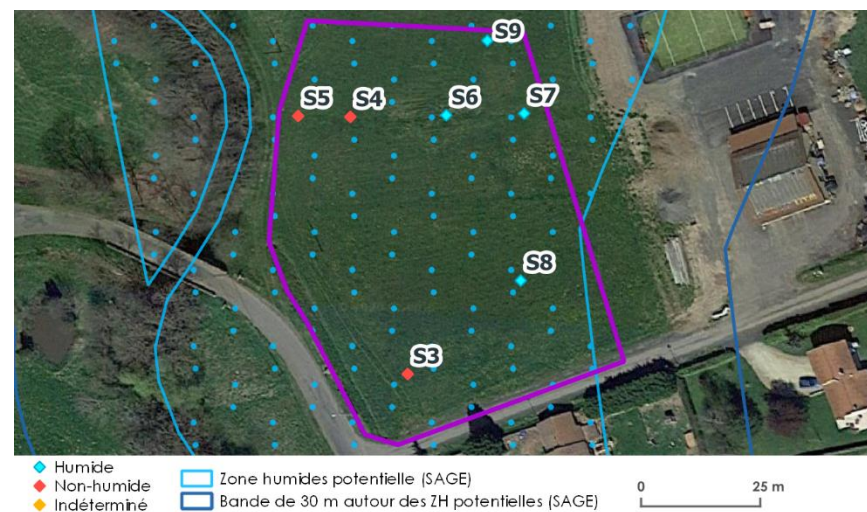 S9
S5
S4
S6
S7
S8
S3
Humide
Non-humide
Indéterminé
Zone humides potentielle (SAGE)
Bande de 30 m autour des ZH potentielles (SAGE)
0
25 m